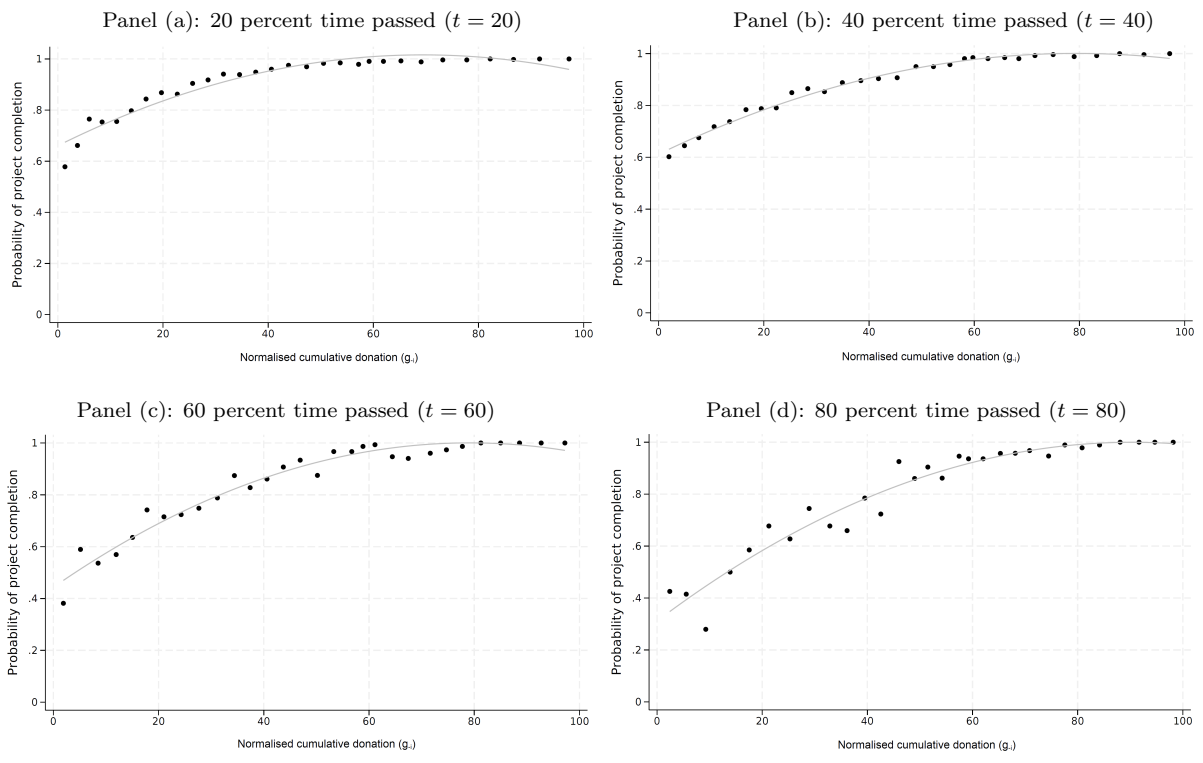 Panel (a): 20 percent time passed (t = 20)
Probability of project completion
1
.8
.6
.4
.2
0
0 20 40 60 80 100
Normalised cumulative donation (g-i)
Panel (b): 40 percent time passed (t = 40)
Probability of project completion
1
.8
.6
.4
.2
0
0 20 40 60 80 100
Normalised cumulative donation (g-i)
Panel (c): 60 percent time passed (t = 60)
Probability of project completion
1
.8
.6
.4
.2
0
0 20 40 60 80 100
Normalised cumulative donation (g-i)
Panel (d): 80 percent time passed (t = 80)
Probability of project completion
1
.8
.6
.4
.2
0
0 20 40 60 80 100
Normalised cumulative donation (g-i)